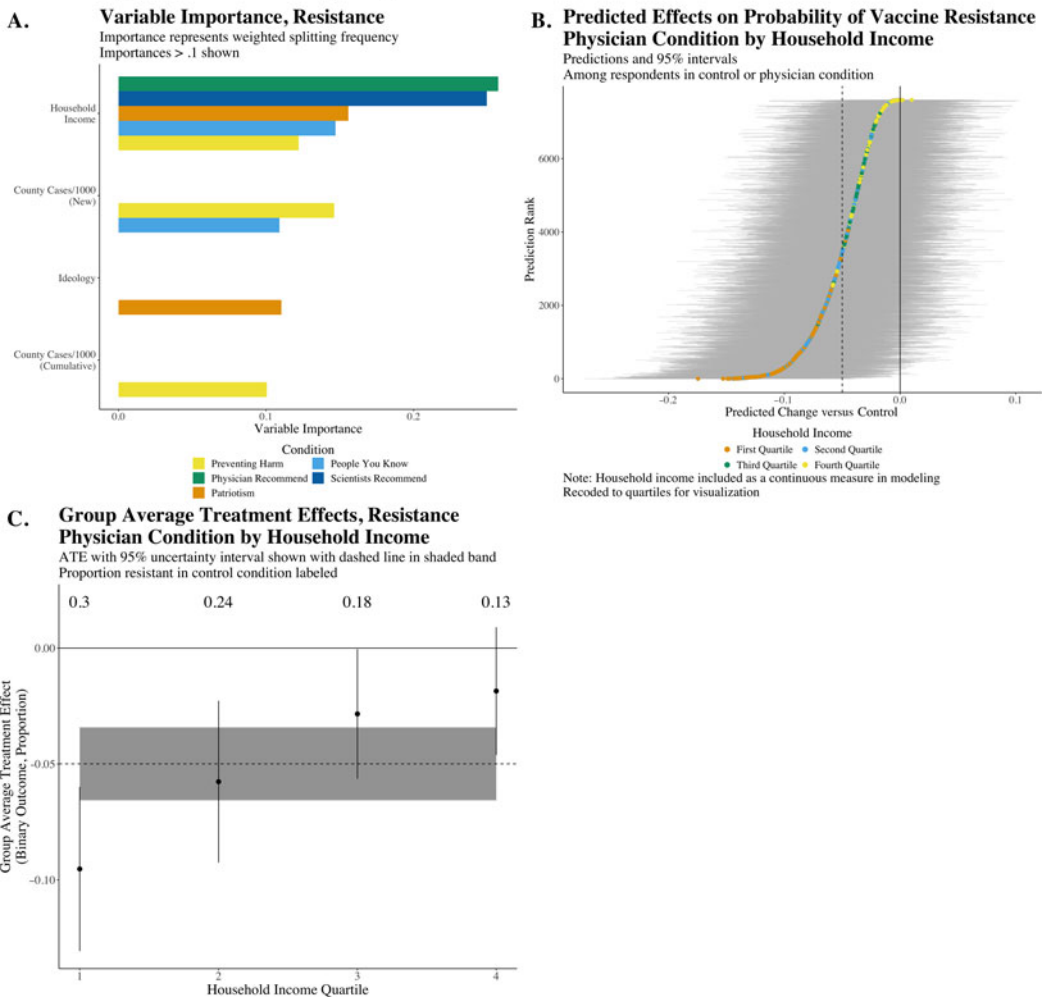 A.
Variable Importance, Resistance
Importance represents weighted splitting frequency
Importances > .1 shown
Household
Income
County Cases/1000
(New)
Ideology
County Cases/1000
(Cumulative)
0.0
0.1
0.2
Variable Importance
Condition
Preventing Harm
People You Know
Physician Recommend
Scientists Recommend
Patriotism
B.
Predicted Effects on Probability of Vaccine Resistance
Physician Condition by Household Income
Predictions and 95% intervals
Among respondents in control or physician condition
Prediction Rank
6000
4000
2000
0
−0.2
−0.1
0.0
0.1
Predicted Change versus Control
Household Income
First Quartile
Second Quartile
Third Quartile
Fourth Quartile
Note: Household income included as a continuous measure in modeling
Recoded to quartiles for visualization
C.
Group Average Treatment Effects, Resistance
Physician Condition by Household Income
ATE with 95% uncertainty interval shown with dashed line in shaded band
Proportion resistant in control condition labeled
0.3
0.24
0.18
0.13
Group Average Treatment Effect
(Binary Outcome, Proportion)
0.00
−0.05
−0.10
1
2
3
4
Household Income Quartile